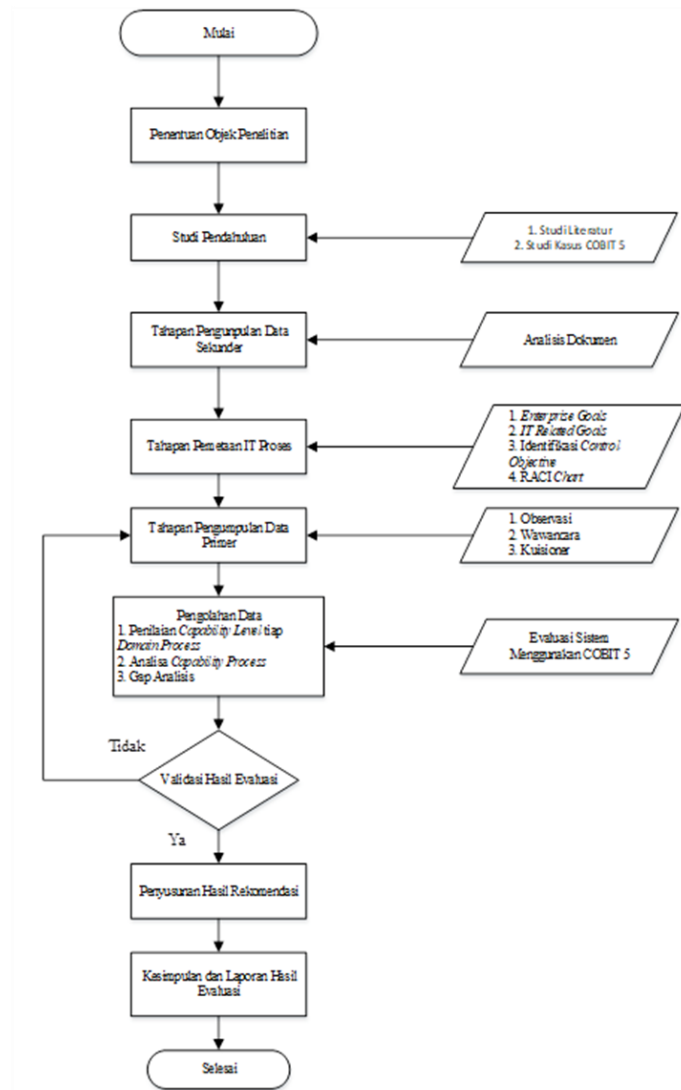 Mulai
Penentuan Objek Penelitian
Studi Pendahuluan
1. Studi Literatur
2. Studi Kasus COBIT 5
Tahapan Pengunpulan Data
Sekunder
Analisis Dokumen
Tahapan Pemetaan IT Proses
1. Enterprise Goals
2. IT Related Goals
3. Identifikasi Control
Objective
4. RACI Chart
Tahapan Pengumpulan Data
Primer
1. Observasi
2. Wawancara
3. Kuisioner
Pengolahan Data
1. Penilaian Capability Level tiap
Domain Process
2. Analisa Capability Process
3. Gap Analisis
Evaluasi Sistem
Menggunakan COBIT 5
Tidak
Validasi Hasil Evaluasi
Ya
Penyusunan Hasil Rekomendasi
Kesimpulan dan Laporan Hasil
Evaluasi
Selesai